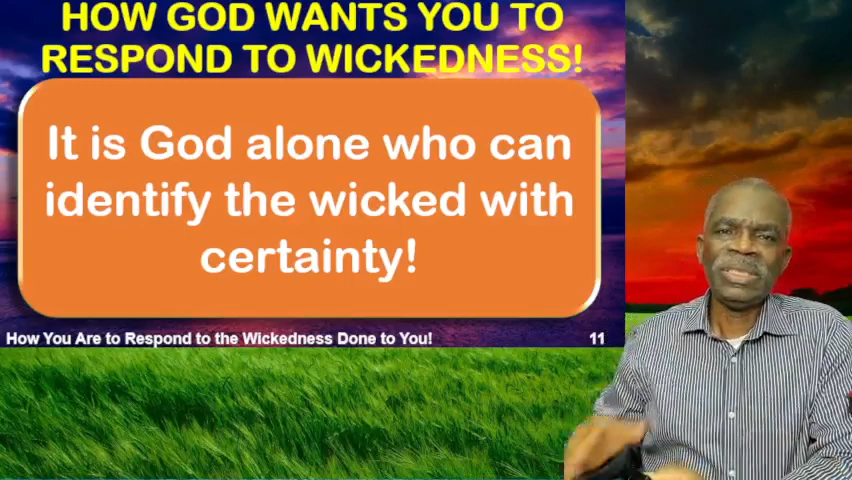 HOW GOD WANTS YOU TO
RESPOND TO WICKEDNESS!
It is God alone who can
identify the wicked with
certainty!
How You Are to Respond to the Wickedness Done to You!
11